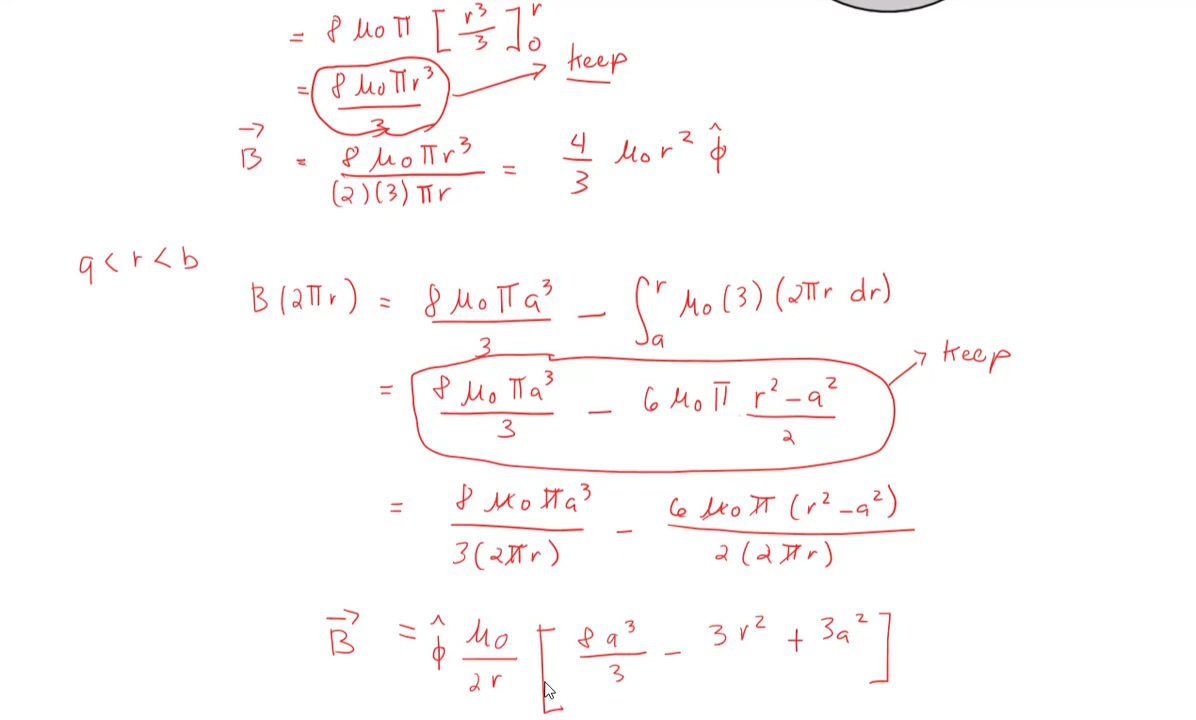 = 8 μ₀ π [ r³/3 ]₀ʳ
= 8 μ₀ π r³ / 3 → keep
B⃗ = 8 μ₀ π r³ / (2)(3) π r = 4/3 μ₀ r² φ̂
a < r < b
B (2πr) = 8 μ₀ π a³ / 3 − ∫ₐʳ μ₀ (3) (2πr dr)
= 8 μ₀ π a³ / 3 − 6 μ₀ π (r² − a²) / 2 → keep
= 8 μ₀ π a³ / 3(2πr) − 6 μ₀ π (r² − a²) / 2(2πr)
B⃗ = φ̂ μ₀ / 2r [ 8a³/3 − 3r² + 3a² ]